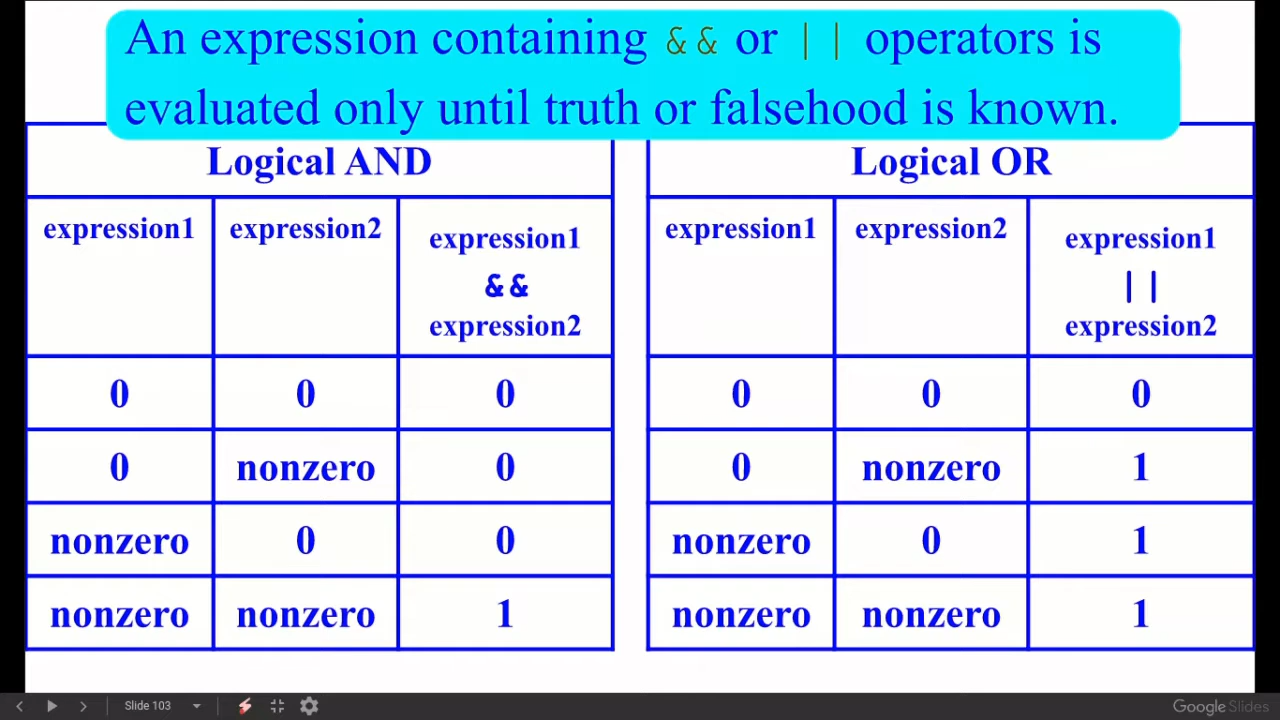 An expression containing && or || operators is
evaluated only until truth or falsehood is known.
Logical AND
expression1 expression2 expression1
&&
expression2
0 0 0
0 nonzero 0
nonzero 0 0
nonzero nonzero 1
Logical OR
expression1 expression2 expression1
||
expression2
0 0 0
0 nonzero 1
nonzero 0 1
nonzero nonzero 1
Slide 103
Google Slides